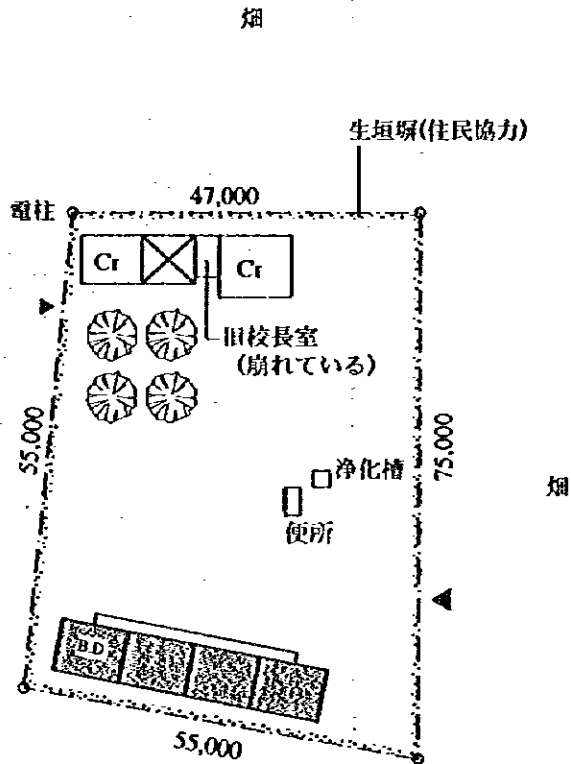 畑
生垣塀(住民協力)
47,000
電柱
Cr
Cr
旧校長室
(崩れている)
55,000
75,000
浄化槽
畑
便所
B.D
55,000